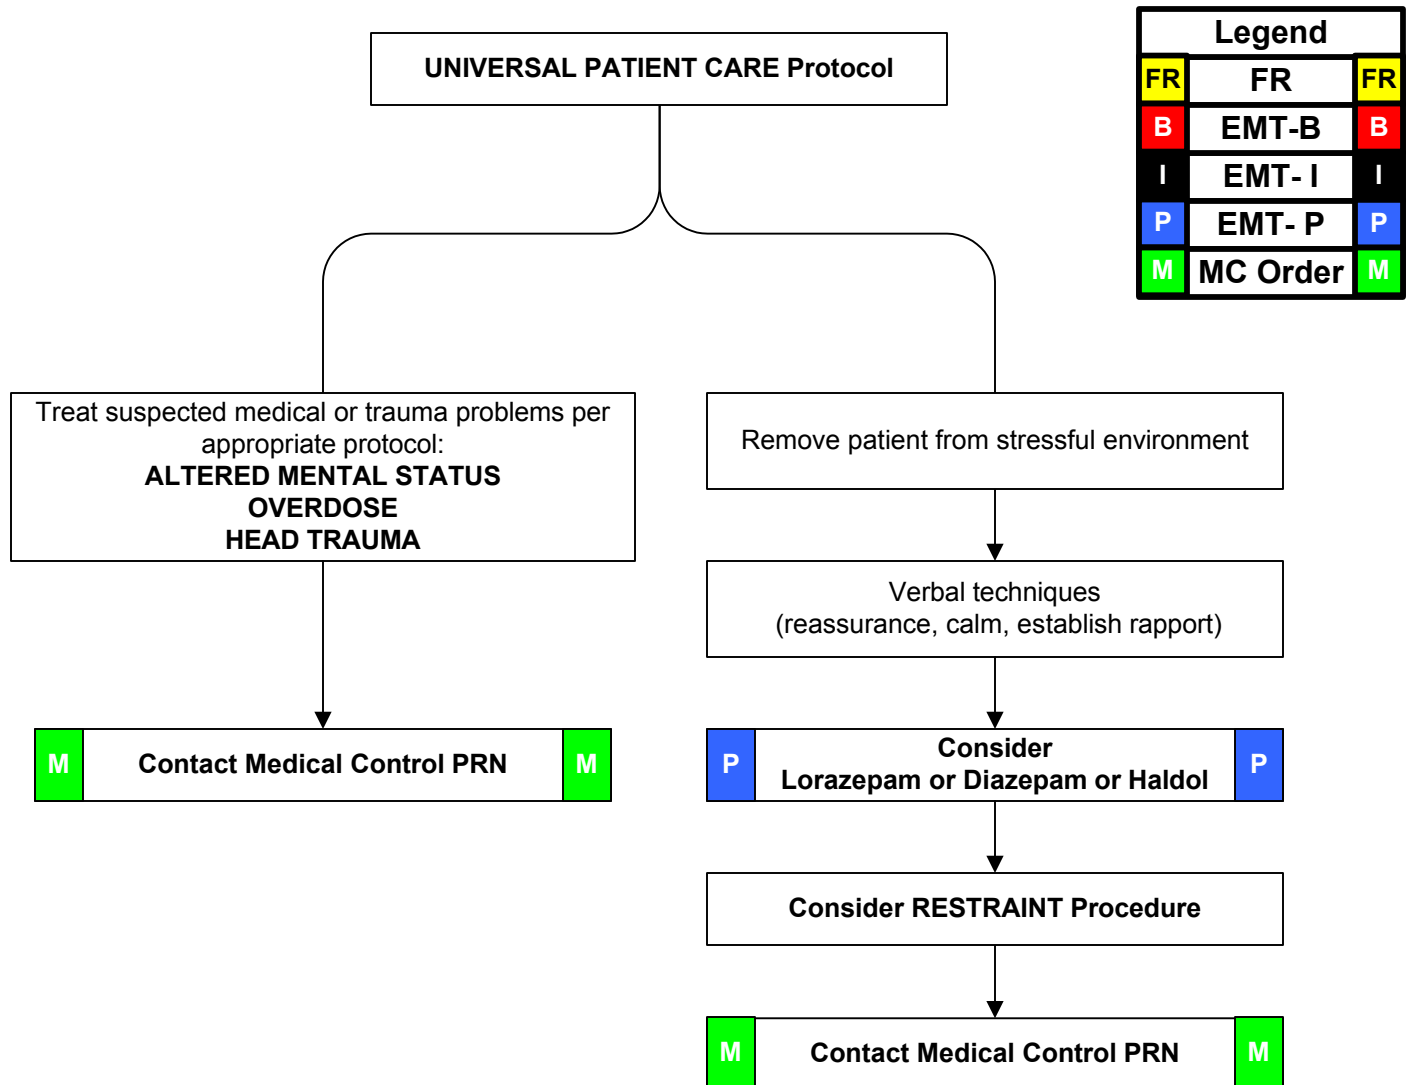 UNIVERSAL PATIENT CARE Protocol
Legend
FR FR FR
B EMT-B B
I EMT- I I
P EMT- P P
M MC Order M
Treat suspected medical or trauma problems per
appropriate protocol:
ALTERED MENTAL STATUS
OVERDOSE
HEAD TRAUMA
M Contact Medical Control PRN M
Remove patient from stressful environment
Verbal techniques
(reassurance, calm, establish rapport)
P Consider P
Lorazepam or Diazepam or Haldol
Consider RESTRAINT Procedure
M Contact Medical Control PRN M